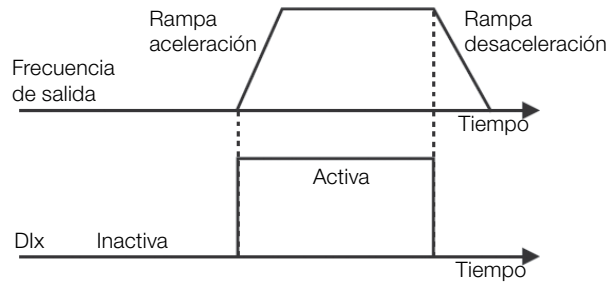 Rampa
aceleración
Rampa
desaceleración
Frecuencia
de salida
Tiempo
Activa
DIx
Inactiva
Tiempo